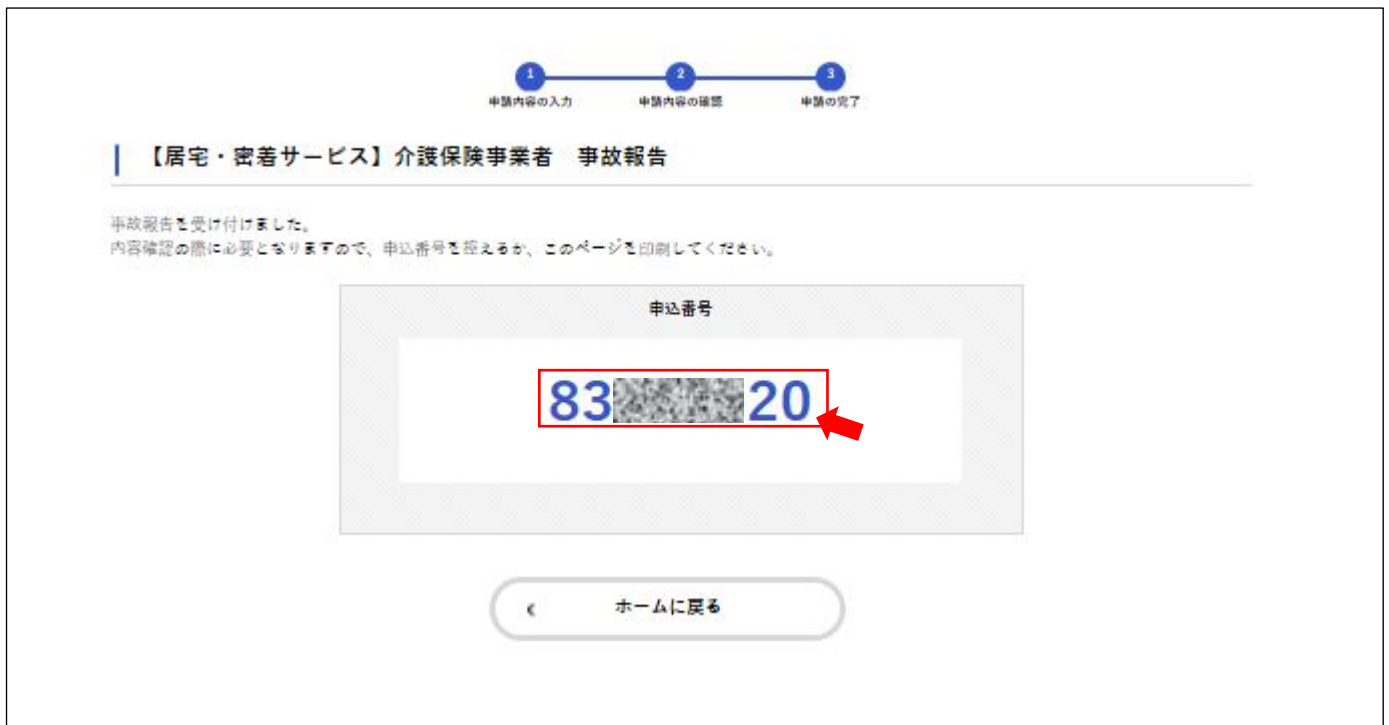 1 2 3
申請内容の入力 申請内容の確認 申請の完了
【居宅・密着サービス】介護保険事業者 事故報告
事故報告を受け付けました。
内容確認の際に必要となりますので、申込番号を控えるか、このページを印刷してください。
申込番号
83 20
ホームに戻る